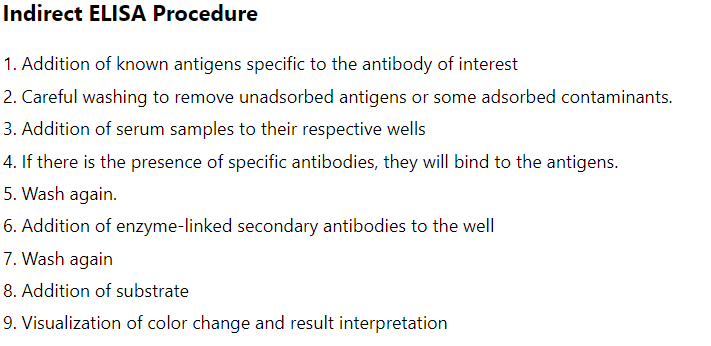 Indirect ELISA Procedure
1. Addition of known antigens specific to the antibody of interest
2. Careful washing to remove unadsorbed antigens or some adsorbed contaminants.
3. Addition of serum samples to their respective wells
4. If there is the presence of specific antibodies, they will bind to the antigens.
5. Wash again.
6. Addition of enzyme-linked secondary antibodies to the well
7. Wash again
8. Addition of substrate
9. Visualization of color change and result interpretation